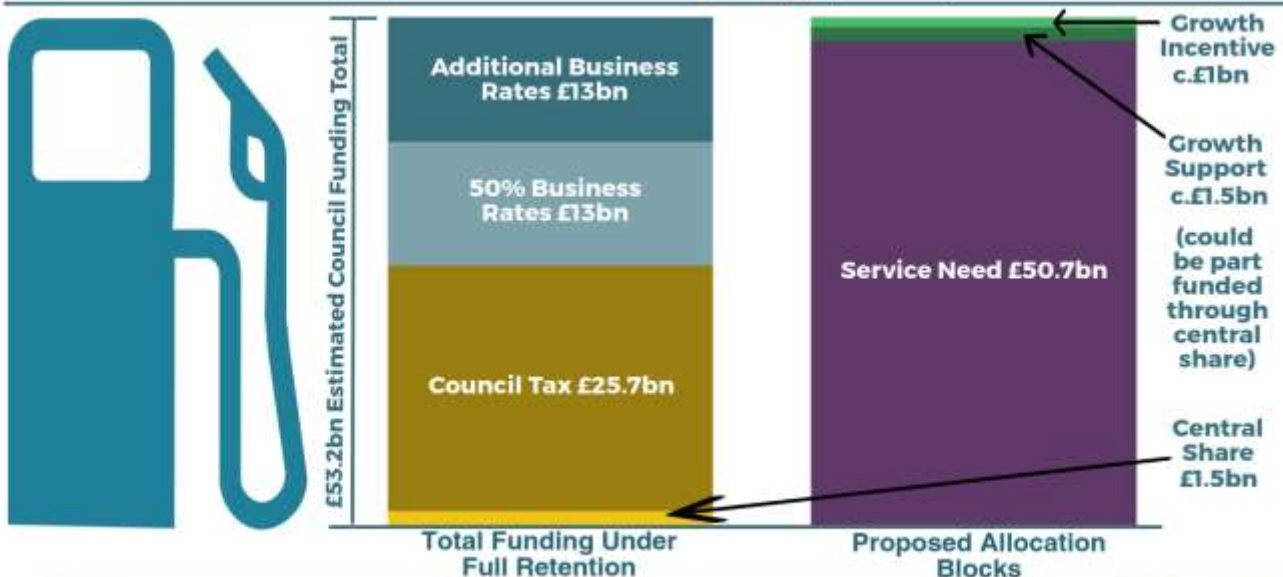 £53.2bn Estimated Council Funding Total
Additional Business
Rates £13bn
50% Business
Rates £13bn
Council Tax £25.7bn
Total Funding Under
Full Retention
Service Need £50.7bn
Proposed Allocation
Blocks
Growth
Incentive
c.£1bn
Growth
Support
c.£1.5bn
(could
be part
funded
through
central
share)
Central
Share
£1.5bn